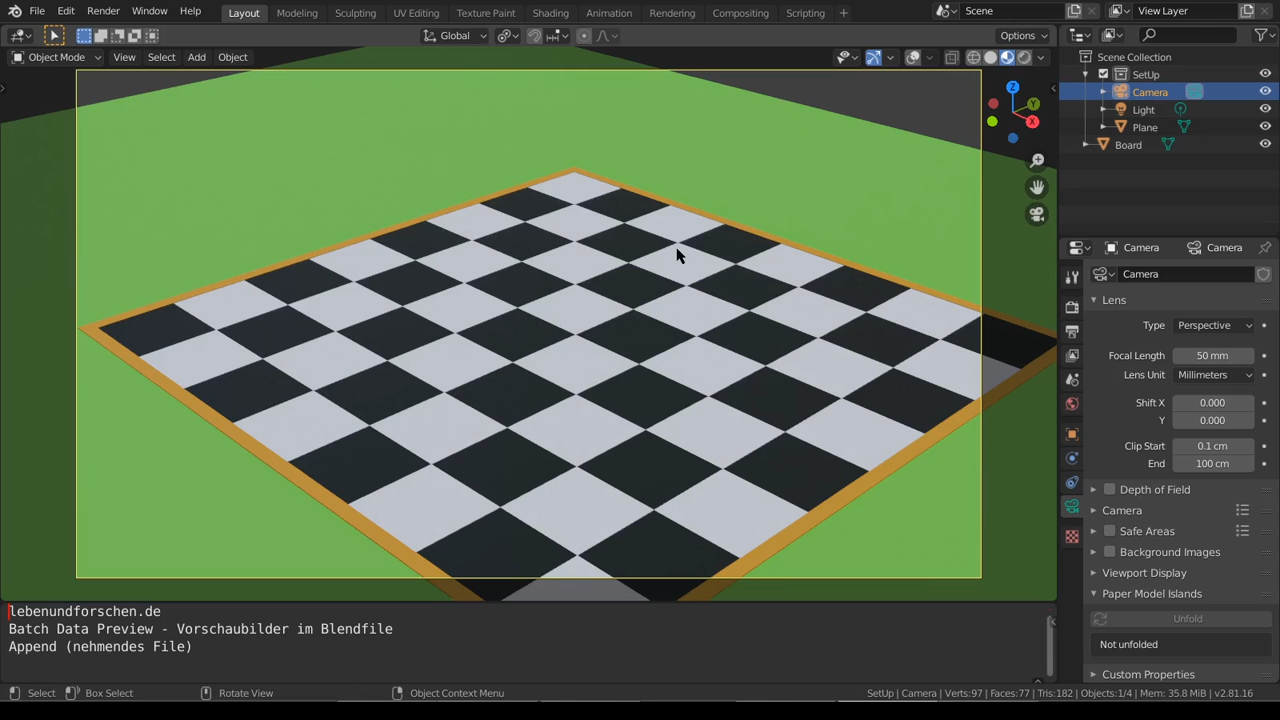 File Edit Render Window Help
Layout Modeling Sculpting UV Editing Texture Paint Shading Animation Rendering Compositing Scripting
Scene
View Layer
Global
Options
Object Mode View Select Add Object
Z
Y
X
Scene Collection
SetUp
Camera
Light
Plane
Board
Camera Camera
Camera
Lens
Type Perspective
Focal Length 50 mm
Lens Unit Millimeters
Shift X 0.000
Y 0.000
Clip Start 0.1 cm
End 100 cm
Depth of Field
Camera
Safe Areas
Background Images
Viewport Display
Paper Model Islands
Unfold
Not unfolded
Custom Properties
lebenundforschen.de
Batch Data Preview - Vorschaubilder im Blendfile
Append (nehmendes File)
Select Box Select Rotate View Object Context Menu
SetUp | Camera | Verts:97 | Faces:77 | Tris:182 | Objects:1/4 | Mem: 35.8 MiB | v2.81.16